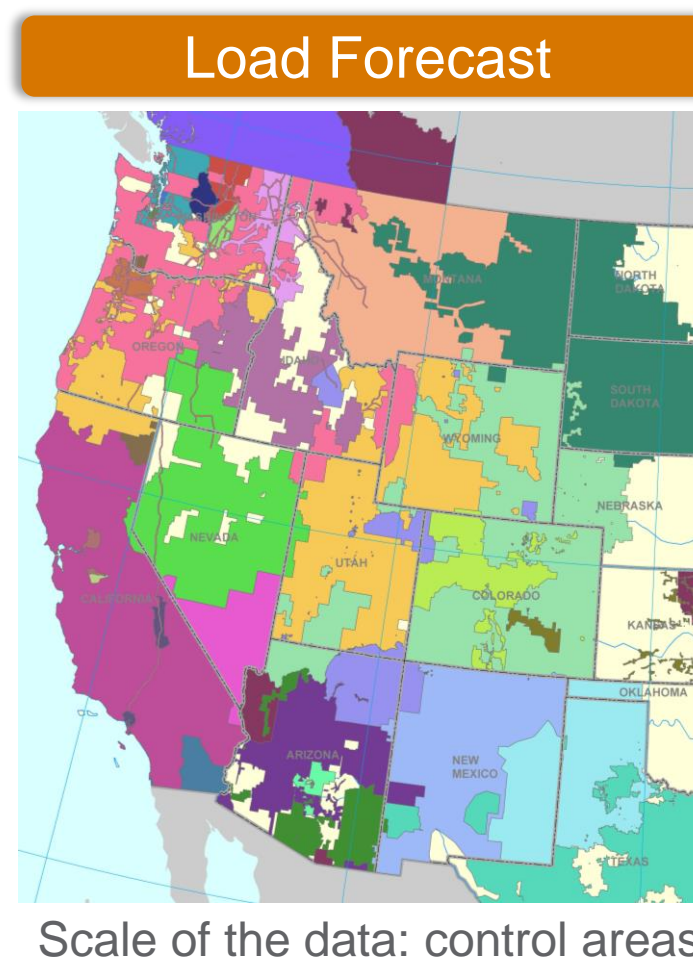 Load Forecast
WASHINGTON
MONTANA
NORTH
DAKOTA
OREGON
IDAHO
SOUTH
DAKOTA
WYOMING
NEBRASKA
NEVADA
UTAH
COLORADO
CALIFORNIA
KANSAS
OKLAHOMA
ARIZONA
NEW
MEXICO
TEXAS
Scale of the data: control areas